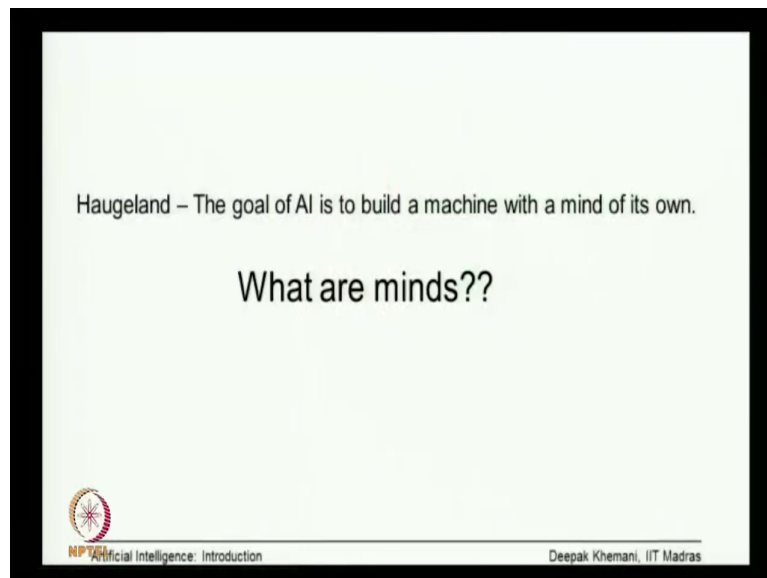 Haugeland – The goal of AI is to build a machine with a mind of its own.
What are minds??
NPTEL
Artificial Intelligence: Introduction
Deepak Khemani, IIT Madras